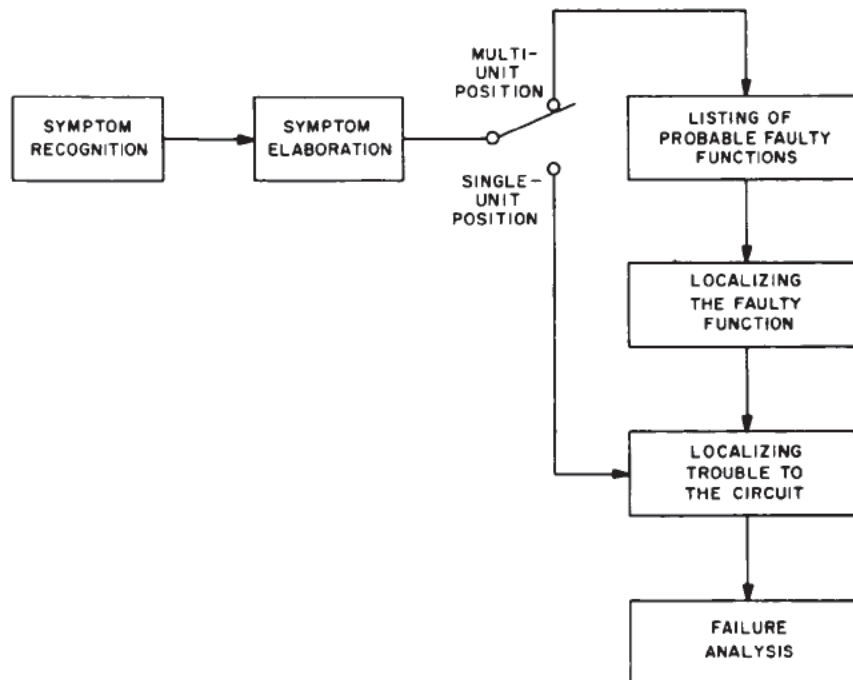 SYMPTOM
RECOGNITION
SYMPTOM
ELABORATION
MULTI-
UNIT
POSITION
SINGLE-
UNIT
POSITION
LISTING OF
PROBABLE FAULTY
FUNCTIONS
LOCALIZING
THE FAULTY
FUNCTION
LOCALIZING
TROUBLE TO
THE CIRCUIT
FAILURE
ANALYSIS